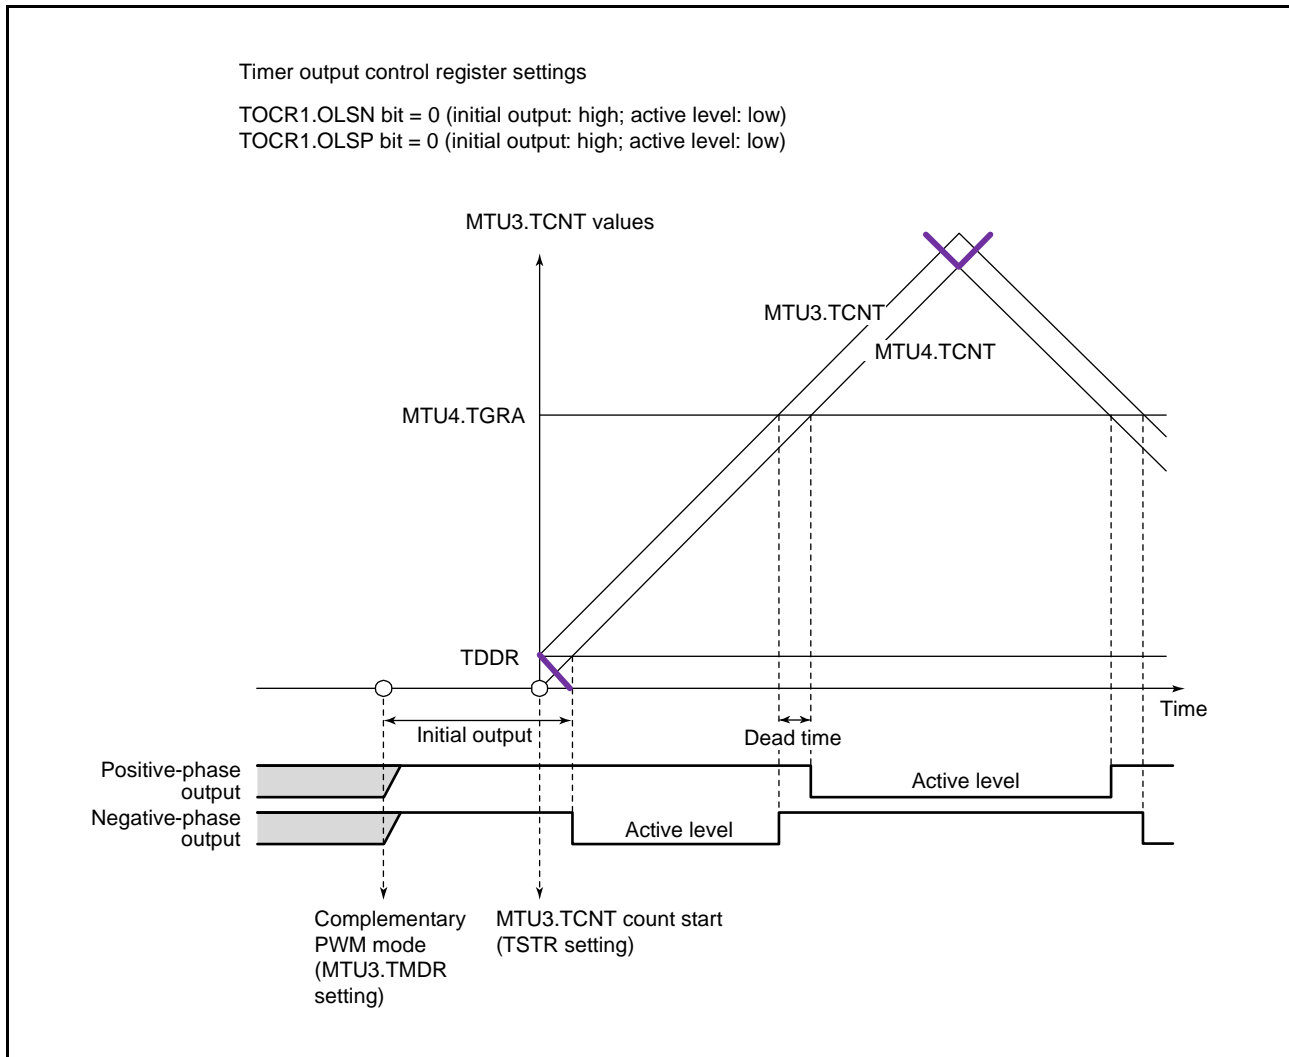 Timer output control register settings
TOCR1.OLSN bit = 0 (initial output: high; active level: low)
TOCR1.OLSP bit = 0 (initial output: high; active level: low)
MTU3.TCNT values
MTU3.TCNT
MTU4.TCNT
MTU4.TGRA
TDDR
Time
Initial output
Dead time
Positive-phase
output
Active level
Negative-phase
output
Active level
Complementary
PWM mode
(MTU3.TMDR
setting)
MTU3.TCNT count start
(TSTR setting)